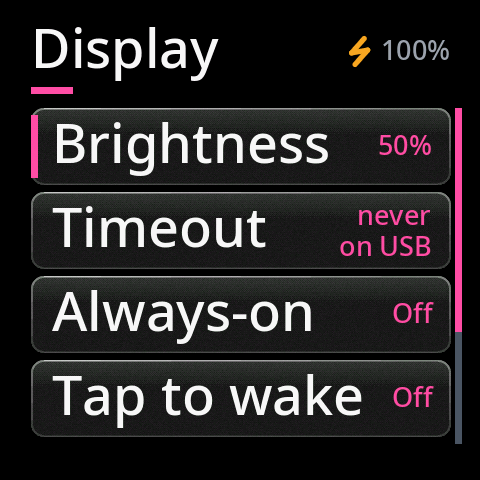 Display
100%
Brightness
50%
Timeout
never
on USB
Always-on
Off
Tap to wake
Off